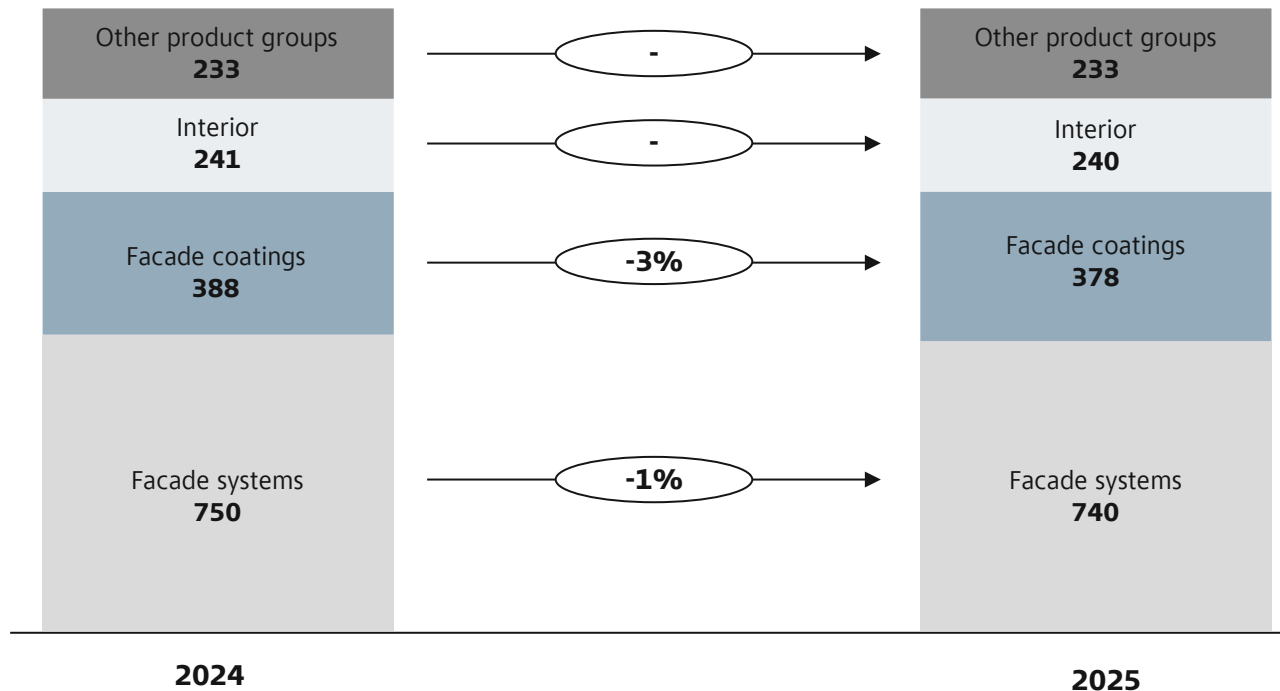 Other product groups
233
-
Other product groups
233
Interior
241
-
Interior
240
Facade coatings
388
-3%
Facade coatings
378
Facade systems
750
-1%
Facade systems
740
2024
2025